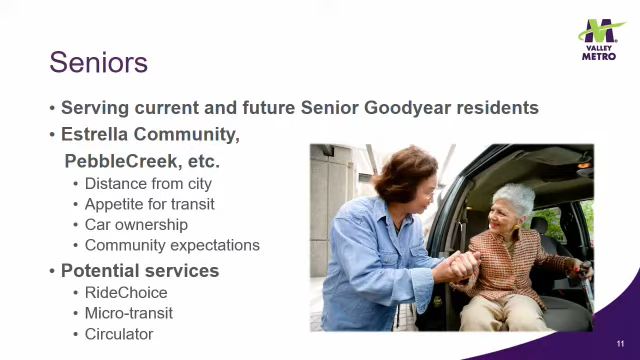 VALLEY
METRO
Seniors
• Serving current and future Senior Goodyear residents
• Estrella Community,
PebbleCreek, etc.
• Distance from city
• Appetite for transit
• Car ownership
• Community expectations
• Potential services
• RideChoice
• Micro-transit
• Circulator
11